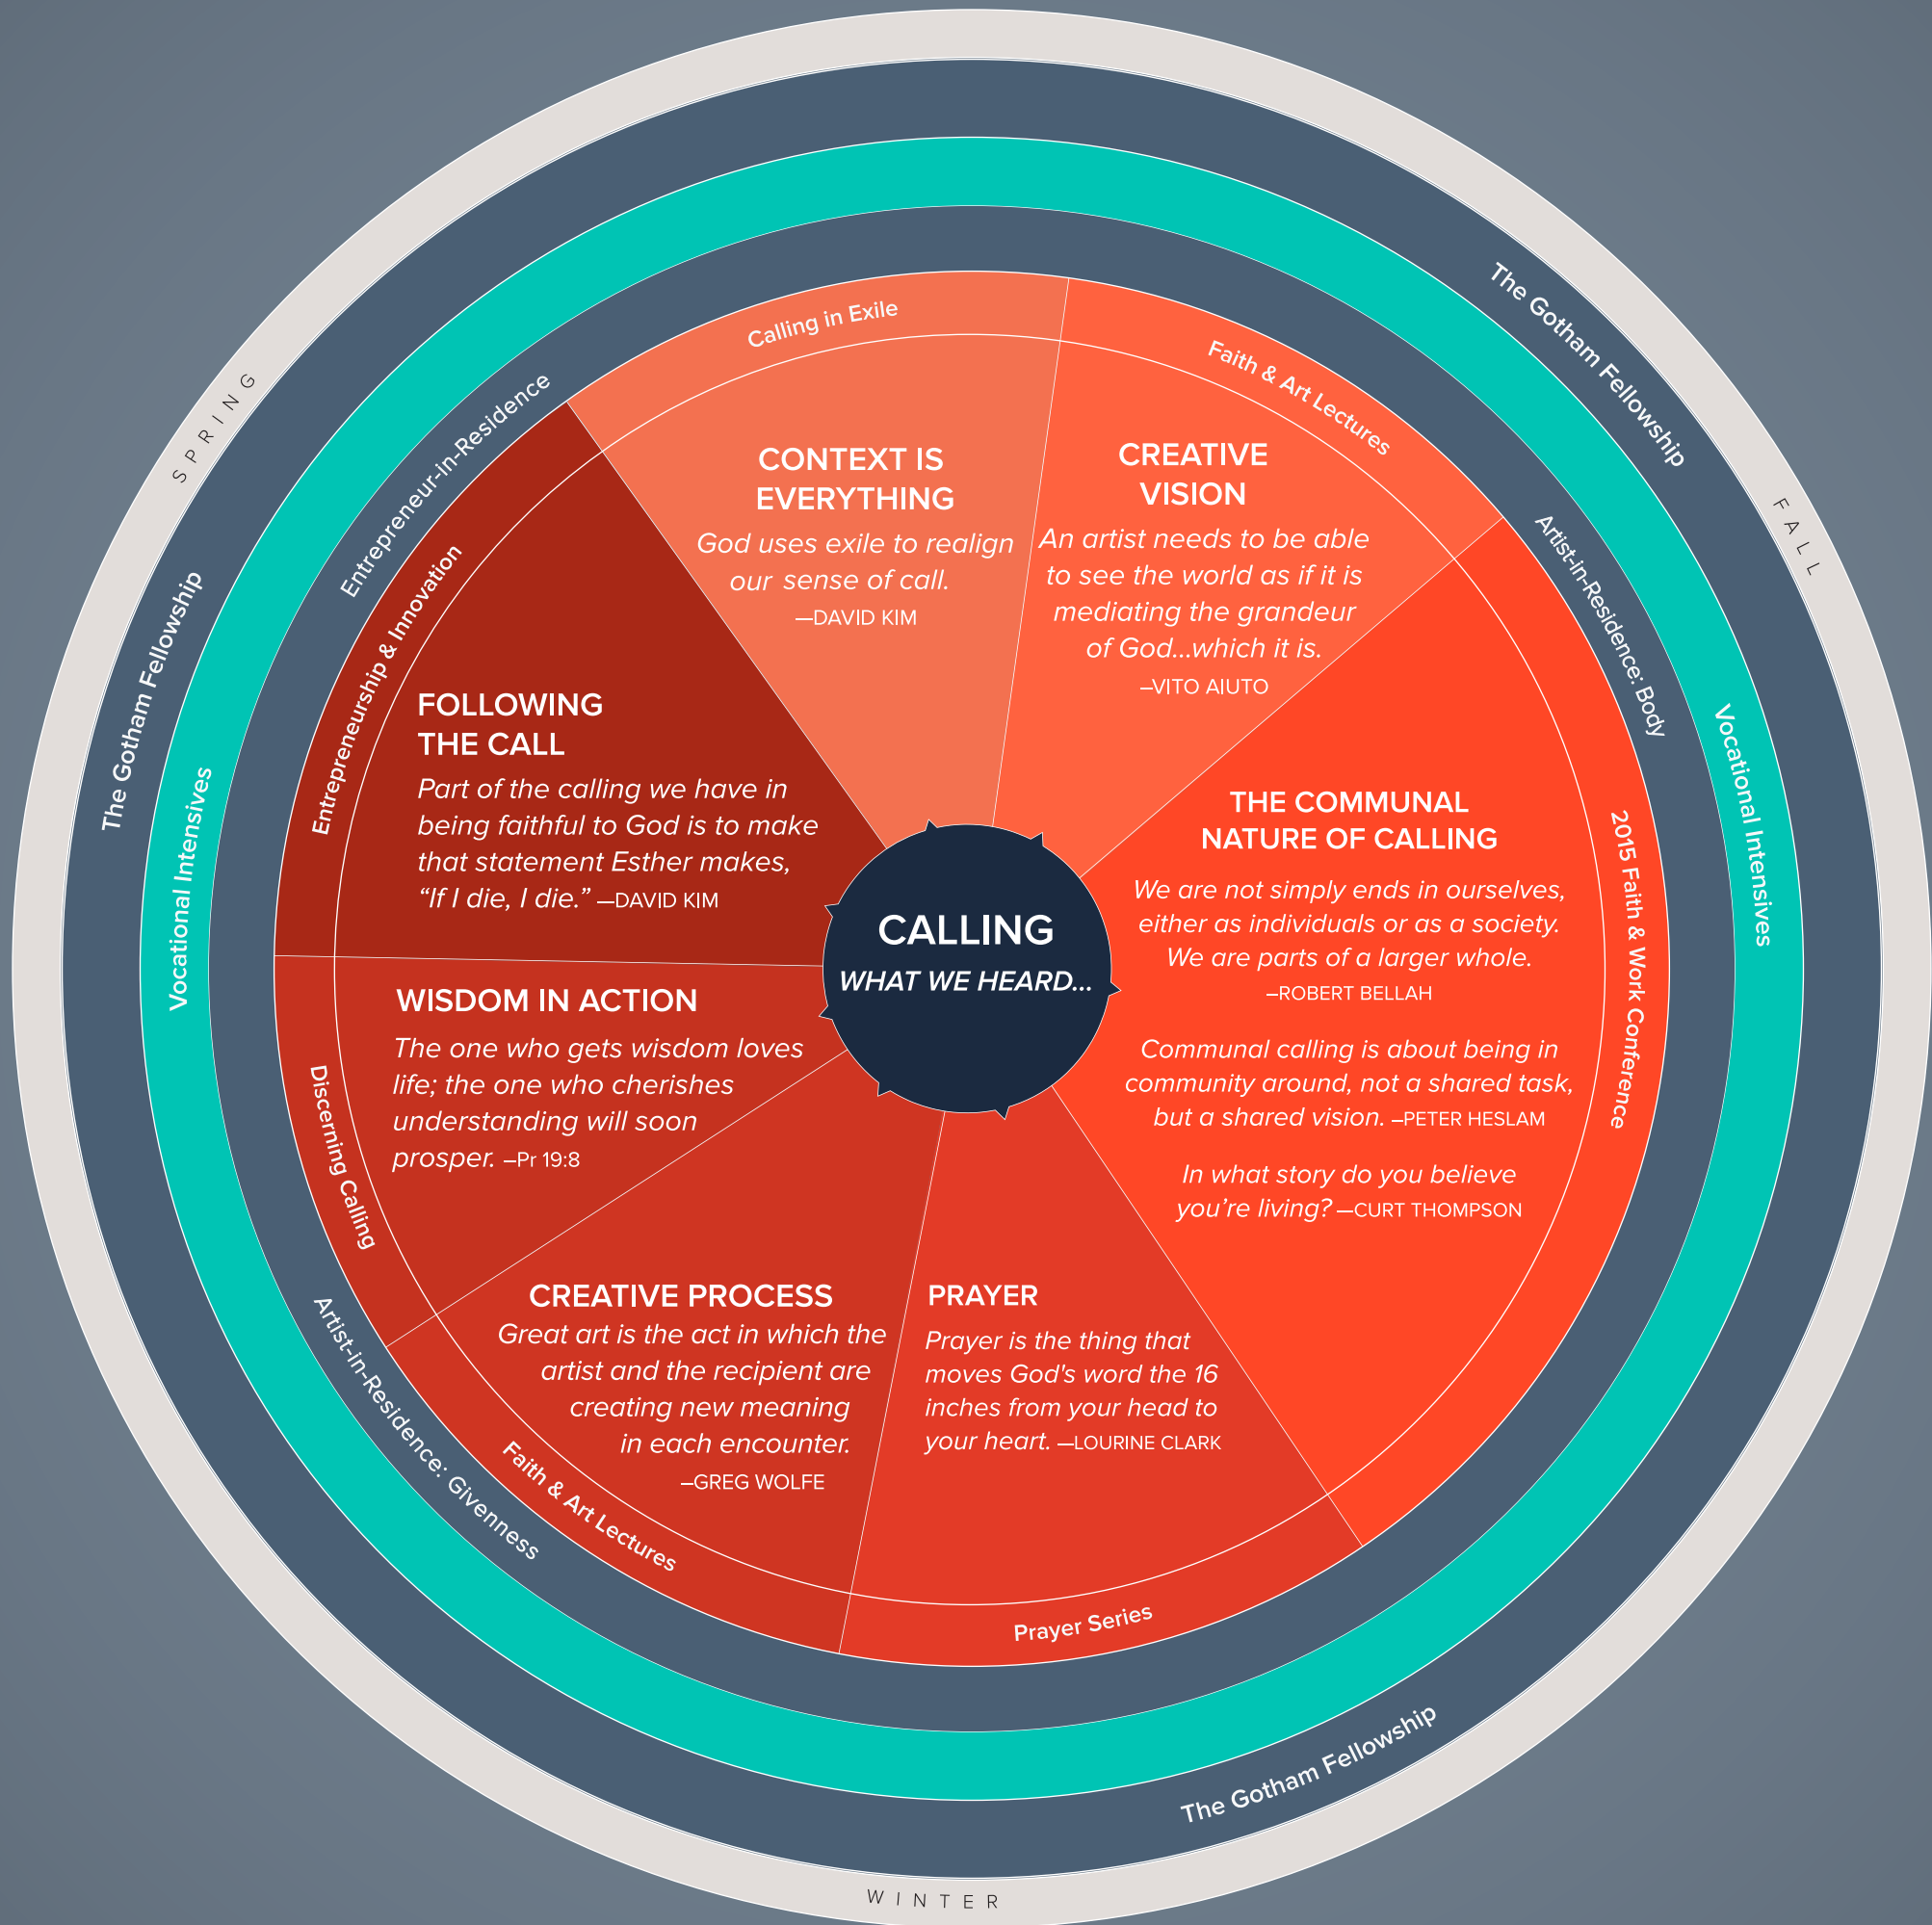 CALLING
WHAT WE HEARD...
Calling in Exile
CONTEXT IS
EVERYTHING
God uses exile to realign
our sense of call.
—DAVID KIM
Faith & Art Lectures
CREATIVE
VISION
An artist needs to be able
to see the world as if it is
mediating the grandeur
of God...which it is.
–VITO AIUTO
2015 Faith & Work Conference
THE COMMUNAL
NATURE OF CALLING
We are not simply ends in ourselves,
either as individuals or as a society.
We are parts of a larger whole.
–ROBERT BELLAH
Communal calling is about being in
community around, not a shared task,
but a shared vision. –PETER HESLAM
In what story do you believe
you’re living? —CURT THOMPSON
Prayer Series
PRAYER
Prayer is the thing that
moves God's word the 16
inches from your head to
your heart. —LOURINE CLARK
Faith & Art Lectures
CREATIVE PROCESS
Great art is the act in which the
artist and the recipient are
creating new meaning
in each encounter.
–GREG WOLFE
Discerning Calling
WISDOM IN ACTION
The one who gets wisdom loves
life; the one who cherishes
understanding will soon
prosper. –Pr 19:8
Entrepreneurship & Innovation
FOLLOWING
THE CALL
Part of the calling we have in
being faithful to God is to make
that statement Esther makes,
“If I die, I die.” —DAVID KIM
Entrepreneur-in-Residence
Artist-in-Residence: Body
Artist-in-Residence: Givenness
Vocational Intensives
Vocational Intensives
The Gotham Fellowship
The Gotham Fellowship
The Gotham Fellowship
SPRING
FALL
WINTER